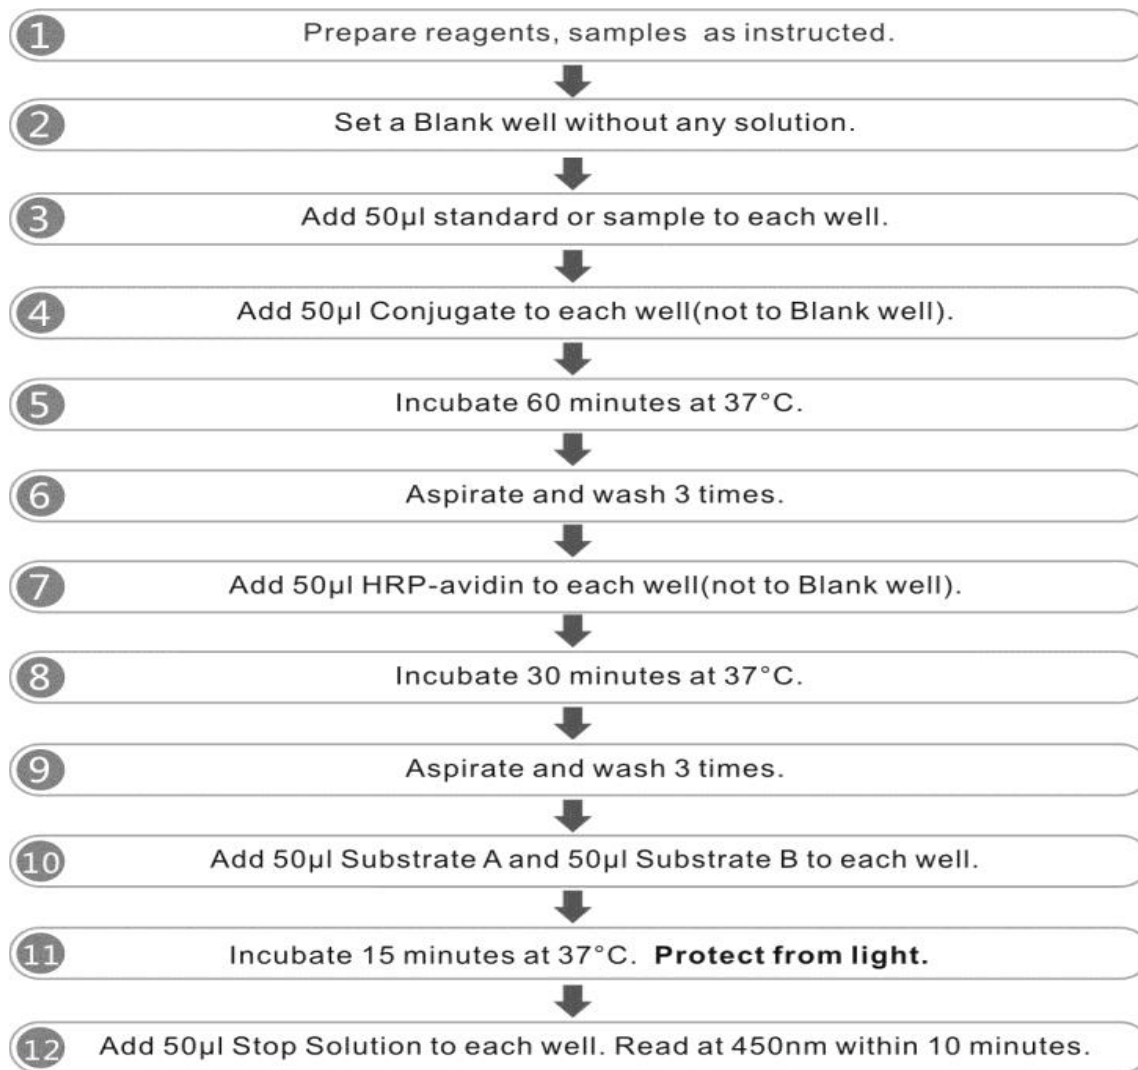 1 Prepare reagents, samples as instructed.
2 Set a Blank well without any solution.
3 Add 50μl standard or sample to each well.
4 Add 50μl Conjugate to each well(not to Blank well).
5 Incubate 60 minutes at 37°C.
6 Aspirate and wash 3 times.
7 Add 50μl HRP-avidin to each well(not to Blank well).
8 Incubate 30 minutes at 37°C.
9 Aspirate and wash 3 times.
10 Add 50μl Substrate A and 50μl Substrate B to each well.
11 Incubate 15 minutes at 37°C. Protect from light.
12 Add 50μl Stop Solution to each well. Read at 450nm within 10 minutes.